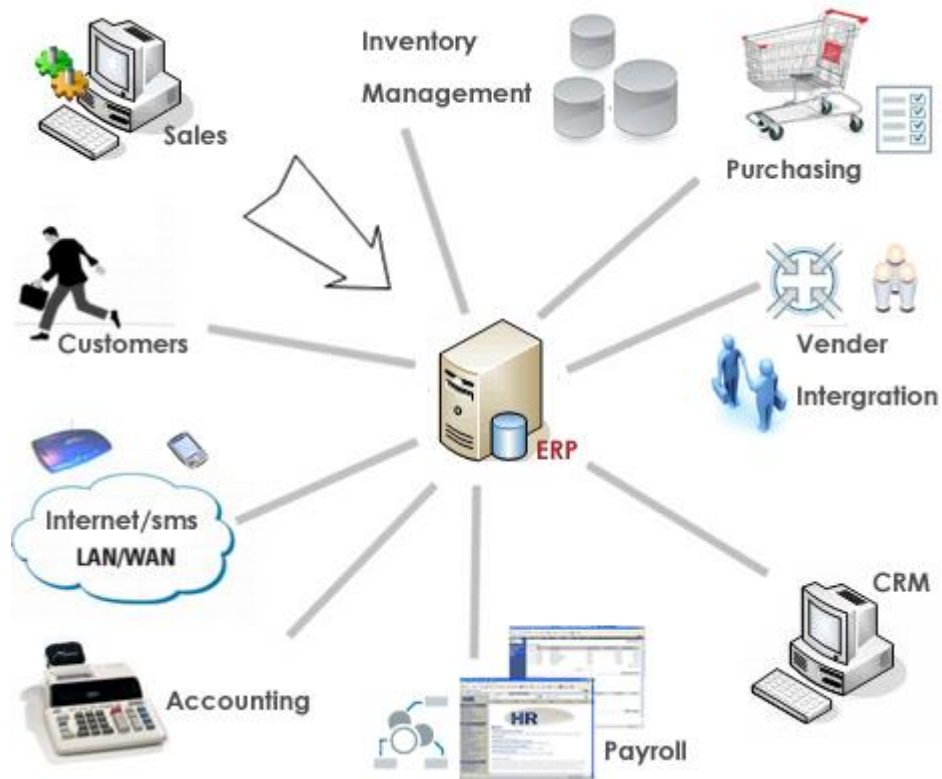 Inventory
Management
Sales
Purchasing
Customers
Vender
Intergration
ERP
Internet/sms
LAN/WAN
CRM
Accounting
HR
Payroll